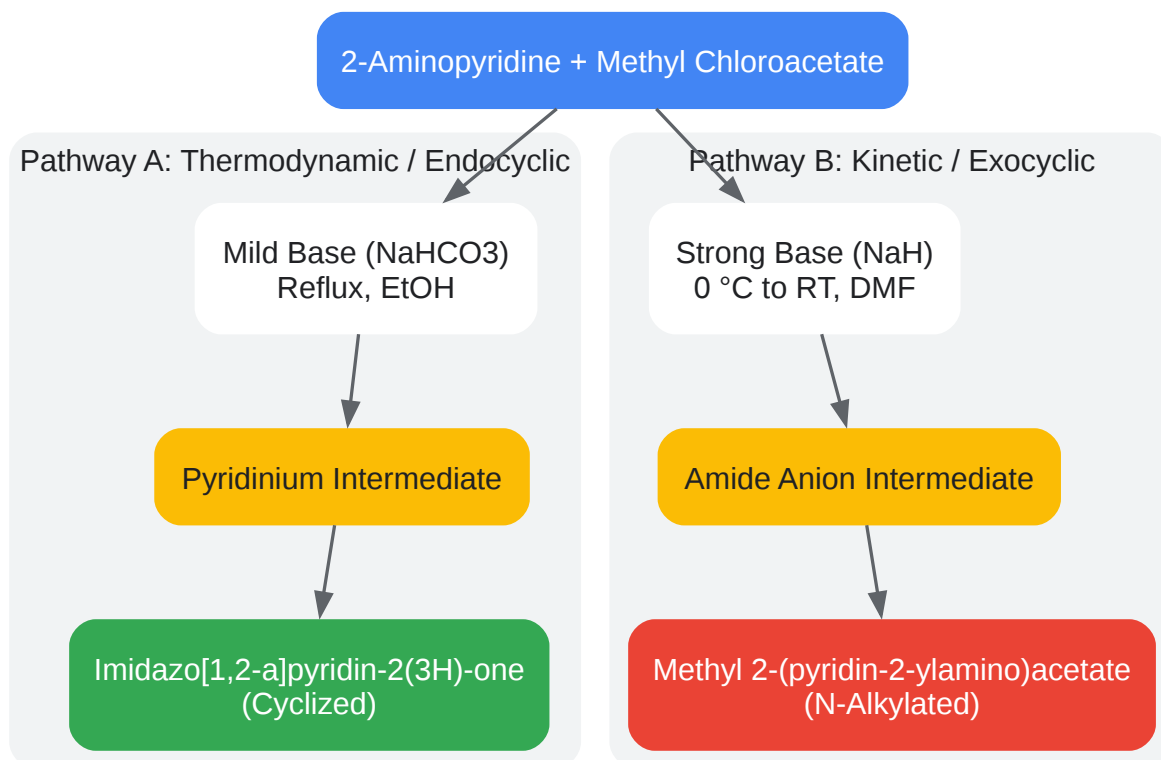 2-Aminopyridine + Methyl Chloroacetate
Pathway A: Thermodynamic / Endocyclic
Mild Base (NaHCO3)
Reflux, EtOH
Pyridinium Intermediate
Imidazo[1,2-a]pyridin-2(3H)-one
(Cyclized)
Pathway B: Kinetic / Exocyclic
Strong Base (NaH)
0 °C to RT, DMF
Amide Anion Intermediate
Methyl 2-(pyridin-2-ylamino)acetate
(N-Alkylated)